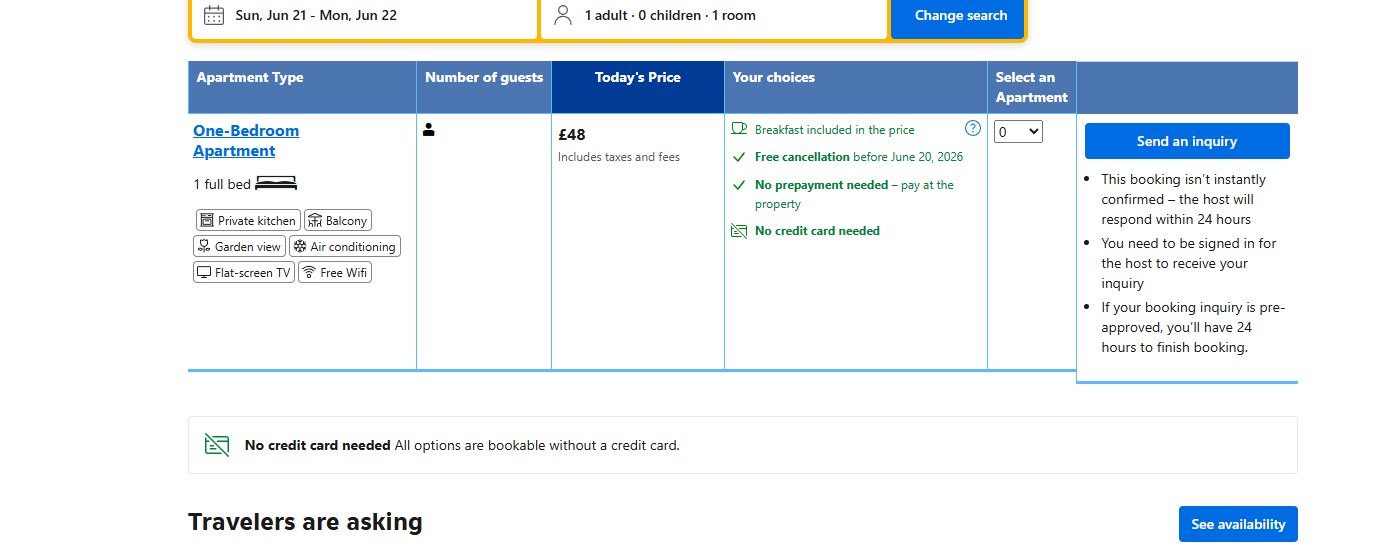 Sun, Jun 21 - Mon, Jun 22
1 adult · 0 children · 1 room
Change search
Apartment Type
Number of guests
Today's Price
Your choices
Select an
Apartment
One-Bedroom
Apartment
1 full bed
Private kitchen
Balcony
Garden view
Air conditioning
Flat-screen TV
Free Wifi
£48
Includes taxes and fees
Breakfast included in the price
?
Free cancellation before June 20, 2026
No prepayment needed – pay at the
property
No credit card needed
0
Send an inquiry
• This booking isn't instantly
confirmed – the host will
respond within 24 hours
• You need to be signed in for
the host to receive your
inquiry
• If your booking inquiry is pre-
approved, you'll have 24
hours to finish booking.
No credit card needed All options are bookable without a credit card.
Travelers are asking
See availability